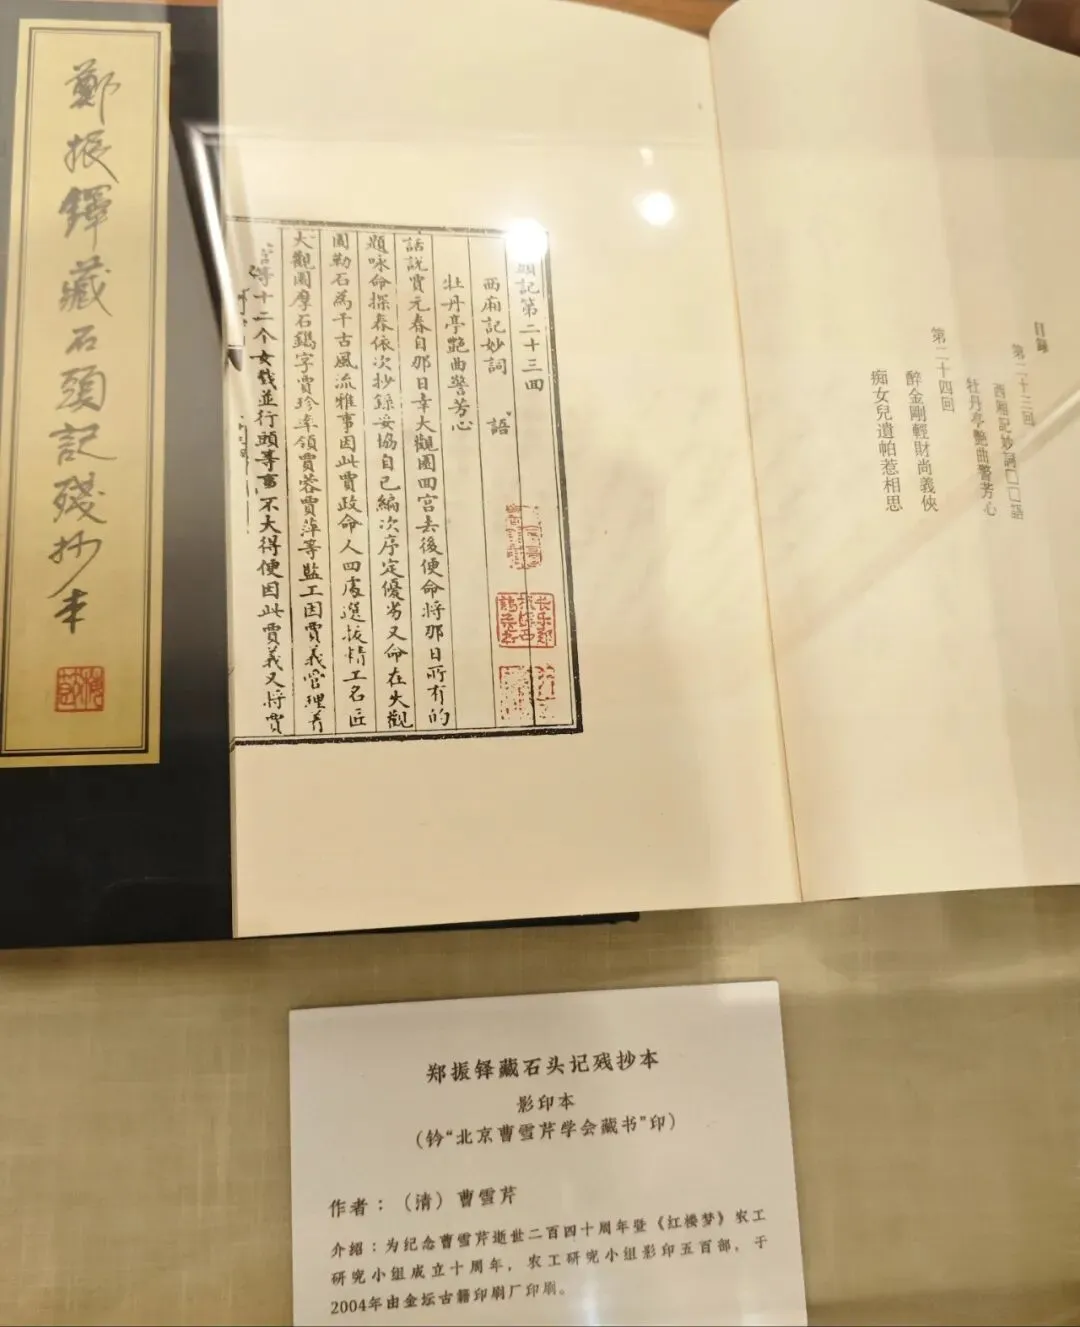 鄭振鐸藏石頭記殘抄本
目錄
第二十三回
西廂記妙詞□□語
牡丹亭艷曲警芳心
第二十四回
醉金剛輕財尚義俠
痴女兒遺帕惹相思
頭記第二十三回
西廂記妙詞 語
牡丹亭艷曲警芳心
話説賈元春自那日幸大觀園回宮去後便命將那日所有的
題咏命探春依次抄録妥協自己編次序定優劣又命在大觀
園勒石為千古風流雅事因此賈政命人四處選拔精工名匠
大觀園摩石鐫字賈珍率領賈蓉賈萍等監工因賈義管理着
等十二个女戲並行頭等事不大得便因此賈義又將賈
长乐郑
郑振铎藏石头记残抄本
影印本
（钤“北京曹雪芹学会藏书”印）
作者：（清）曹雪芹
介绍：为纪念曹雪芹逝世二百四十周年暨《红楼梦》农工
研究小组成立十周年，农工研究小组影印五百部，于
2004年由金坛古籍印刷厂印刷。